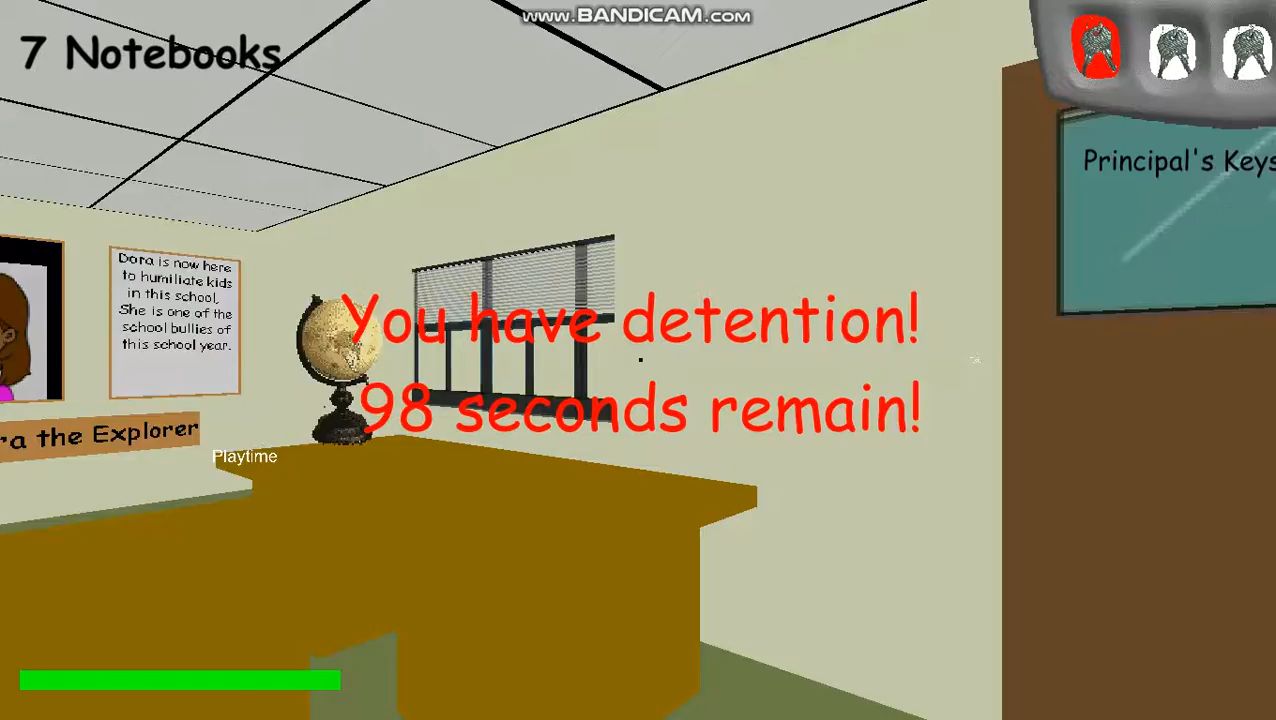 www.BANDICAM.com
7 Notebooks
Principal's Keys
Dora is now here
to humiliate kids
in this school.
She is one of the
school bullies of
this school year.
You have detention!
98 seconds remain!
ra the Explorer
Playtime